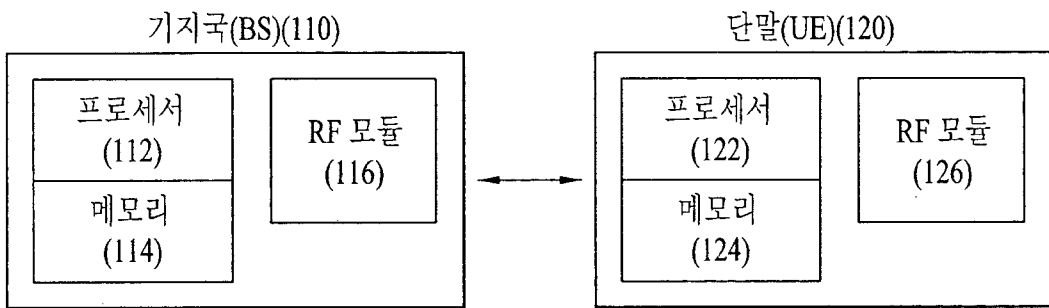 기지국(BS)(110)
프로세서
(112)
메모리
(114)
RF 모듈
(116)
단말(UE)(120)
프로세서
(122)
메모리
(124)
RF 모듈
(126)